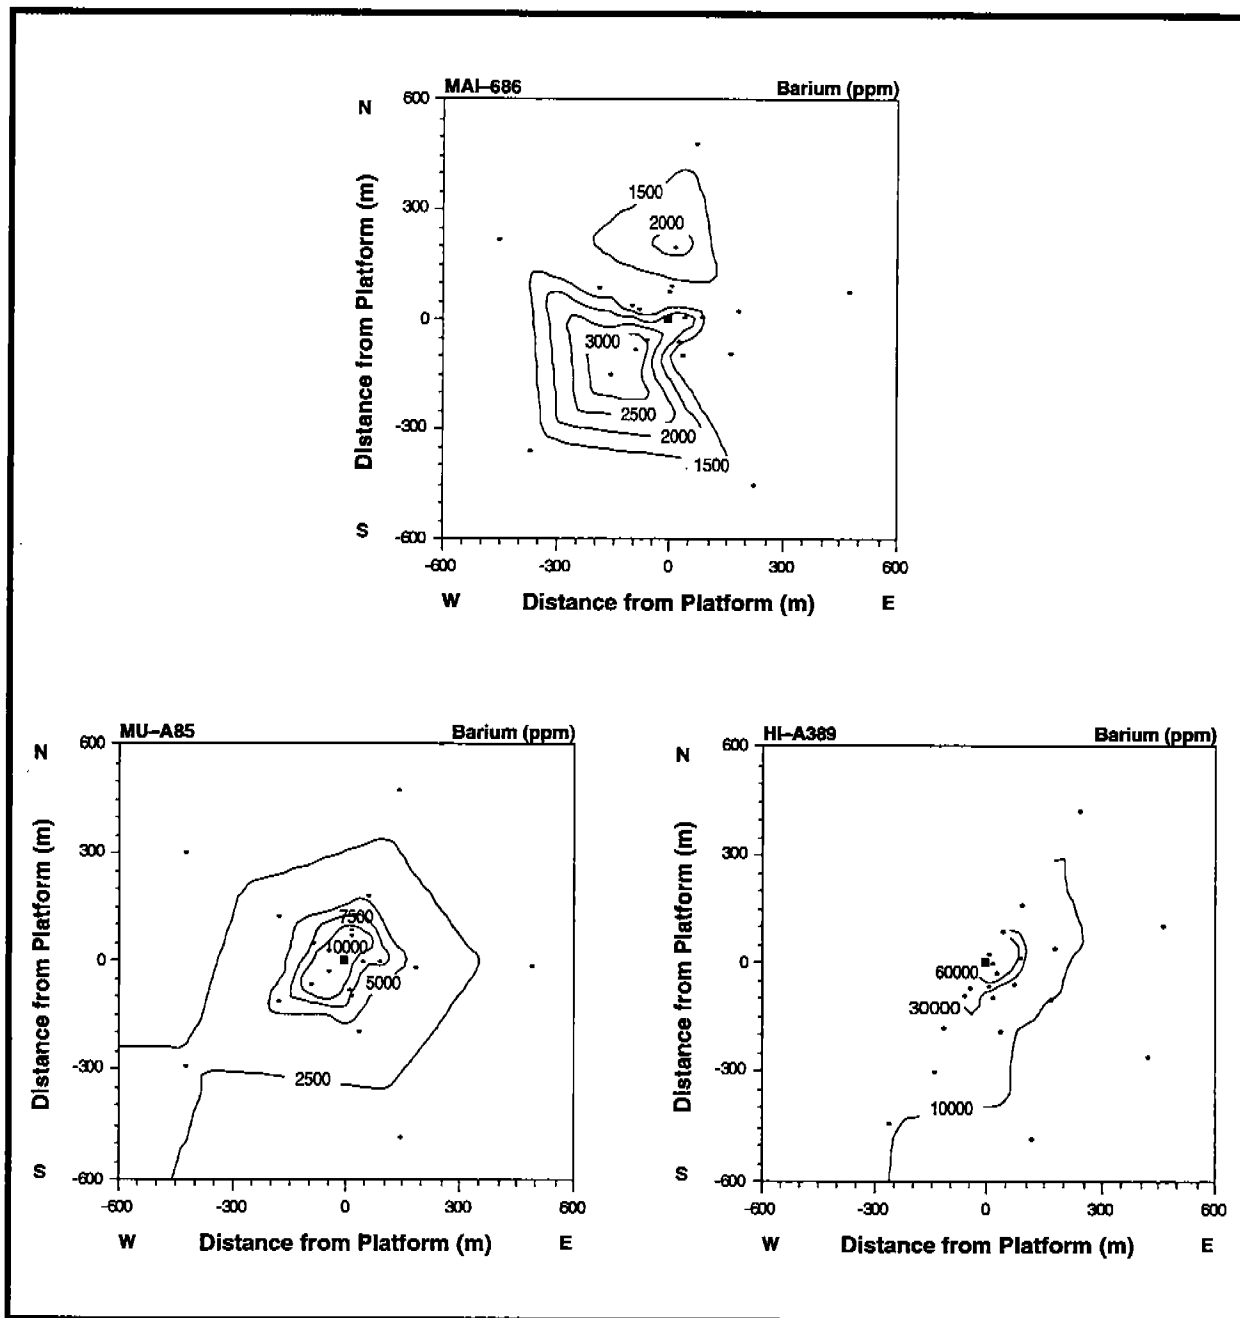 MAI–686 Barium (ppm)
N
600
300
0
-300
-600
S
Distance from Platform (m)
1500
2000
3000
2500
2000
1500
-600 -300 0 300 600
W Distance from Platform (m) E
MU–A85 Barium (ppm)
N
600
300
0
-300
-600
S
Distance from Platform (m)
7500
10000
5000
2500
-600 -300 0 300 600
W Distance from Platform (m) E
HI–A389 Barium (ppm)
N
600
300
0
-300
-600
S
Distance from Platform (m)
60000
30000
10000
-600 -300 0 300 600
W Distance from Platform (m) E